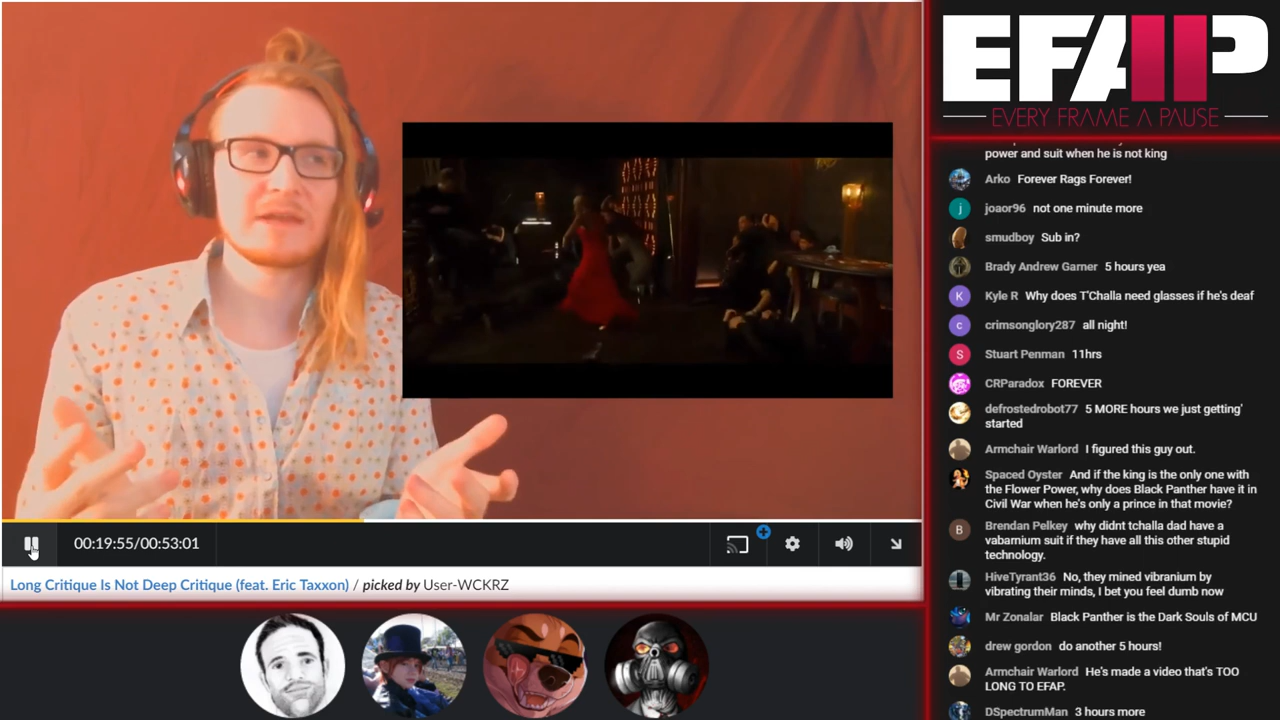 EFAP
EVERY FRAME A PAUSE
power and suit when he is not king
Arko Forever Rags Forever!
j
joaor96 not one minute more
smudboy Sub in?
Brady Andrew Garner 5 hours yea
K
Kyle R Why does T'Challa need glasses if he's deaf
c
crimsonglory287 all night!
S
Stuart Penman 11hrs
CRParadox FOREVER
defrostedrobot77 5 MORE hours we just getting'
started
Armchair Warlord I figured this guy out.
Spaced Oyster And if the king is the only one with
the Flower Power, why does Black Panther have it in
Civil War when he's only a prince in that movie?
B
Brendan Pelkey why didnt tchalla dad have a
vabamnium suit if they have all this other stupid
technology.
HiveTyrant36 No, they mined vibranium by
vibrating their minds, I bet you feel dumb now
Mr Zonalar Black Panther is the Dark Souls of MCU
drew gordon do another 5 hours!
Armchair Warlord He's made a video that's TOO
LONG TO EFAP.
DSpectrumMan 3 hours more
00:19:55/00:53:01
Long Critique Is Not Deep Critique (feat. Eric Taxxon) / picked by User-WCKRZ